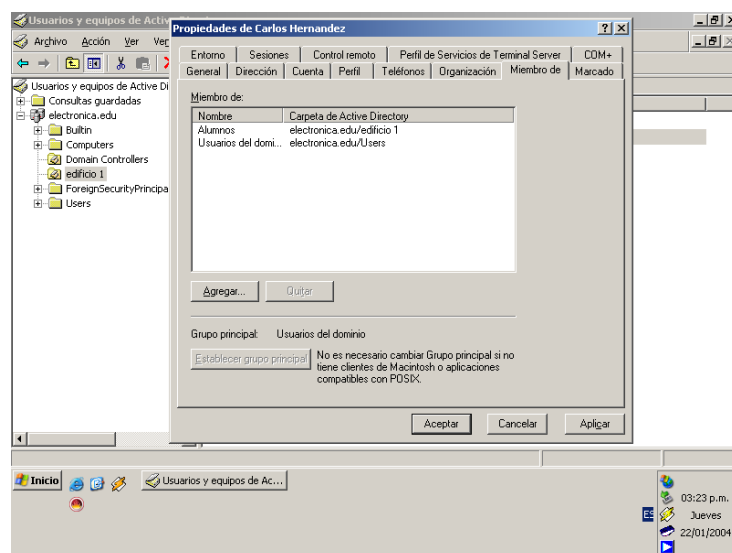 Usuarios y equipos de Activ
Archivo Acción Ver Ve
Usuarios y equipos de Active Di
Consultas guardadas
electronica.edu
Builtin
Computers
Domain Controllers
edificio 1
ForeignSecurityPrincipa
Users
Propiedades de Carlos Hernandez
Entorno Sesiones Control remoto Perfil de Servicios de Terminal Server COM+
General Dirección Cuenta Perfil Teléfonos Organización Miembro de Marcado
Miembro de:
Nombre Carpeta de Active Directory
Alumnos electronica.edu/edificio 1
Usuarios del domi... electronica.edu/Users
Agregar... Quitar
Grupo principal: Usuarios del dominio
Establecer grupo principal
No es necesario cambiar Grupo principal si no
tiene clientes de Macintosh o aplicaciones
compatibles con POSIX.
Aceptar Cancelar Aplicar
Inicio
Usuarios y equipos de Ac...
ES
03:23 p.m.
Jueves
22/01/2004